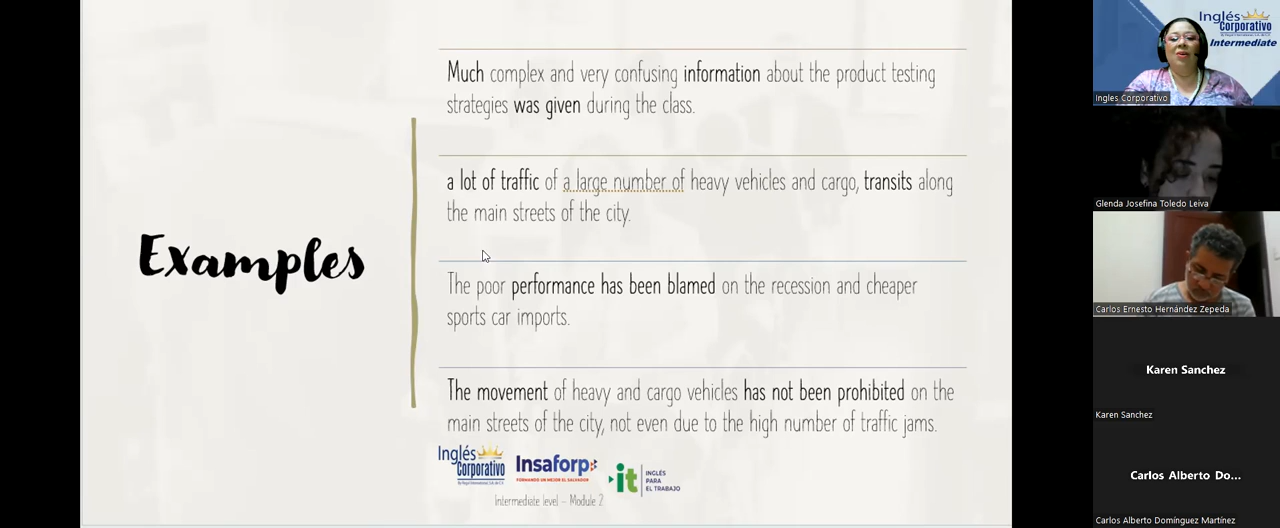 Examples
Much complex and very confusing information about the product testing
strategies was given during the class.
a lot of traffic of a large number of heavy vehicles and cargo, transits along
the main streets of the city.
The poor performance has been blamed on the recession and cheaper
sports car imports.
The movement of heavy and cargo vehicles has not been prohibited on the
main streets of the city, not even due to the high number of traffic jams.
Inglés
Corporativo
Insaforp
FORMANDO UN MEJOR EL SALVADOR
it
INGLÉS
PARA
EL TRABAJO
Intermediate level – Module 2
Inglés
Corporativo
Intermediate
Ingles Corporativo
Glenda Josefina Toledo Leiva
Carlos Ernesto Hernández Zepeda
Karen Sanchez
Karen Sanchez
Carlos Alberto Do...
Carlos Alberto Domínguez Martínez